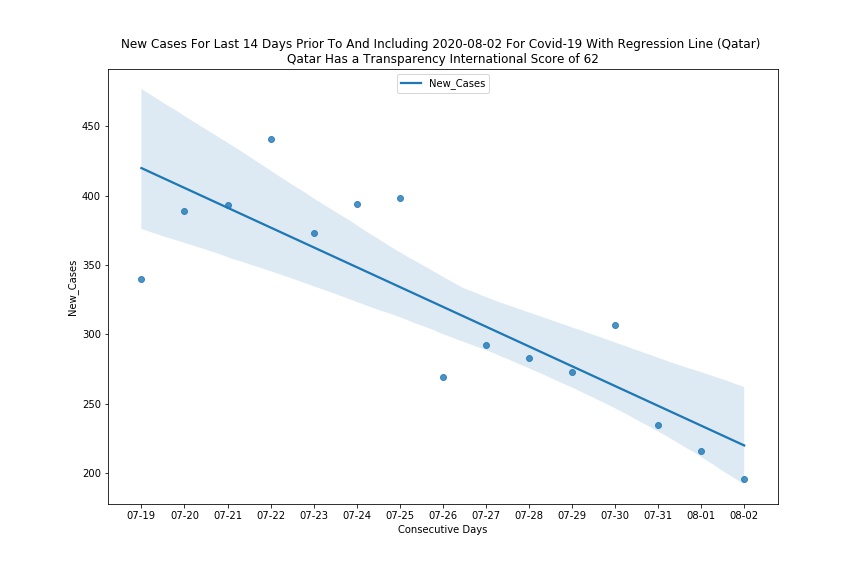 New Cases For Last 14 Days Prior To And Including 2020-08-02 For Covid-19 With Regression Line (Qatar)
Qatar Has a Transparency International Score of 62
New_Cases
450
400
350
300
250
200
New_Cases
07-19 07-20 07-21 07-22 07-23 07-24 07-25 07-26 07-27 07-28 07-29 07-30 07-31 08-01 08-02
Consecutive Days